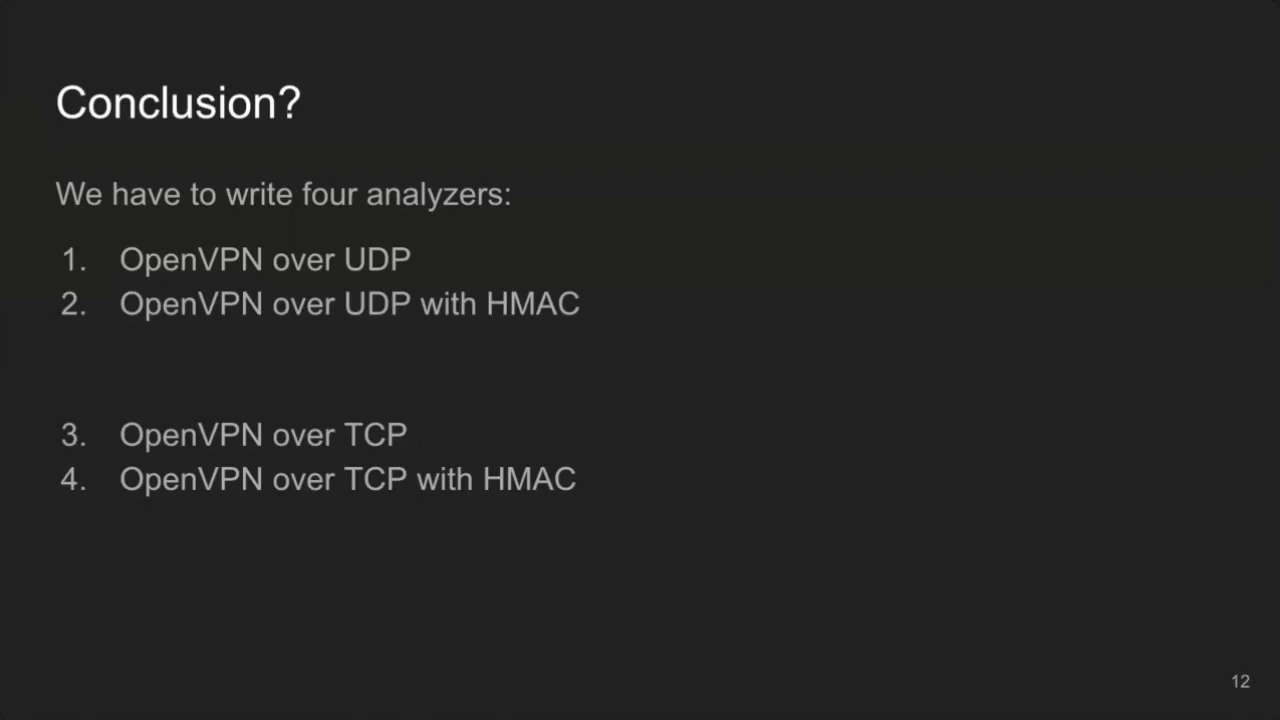 Conclusion?
We have to write four analyzers:
1. OpenVPN over UDP
2. OpenVPN over UDP with HMAC
3. OpenVPN over TCP
4. OpenVPN over TCP with HMAC
12